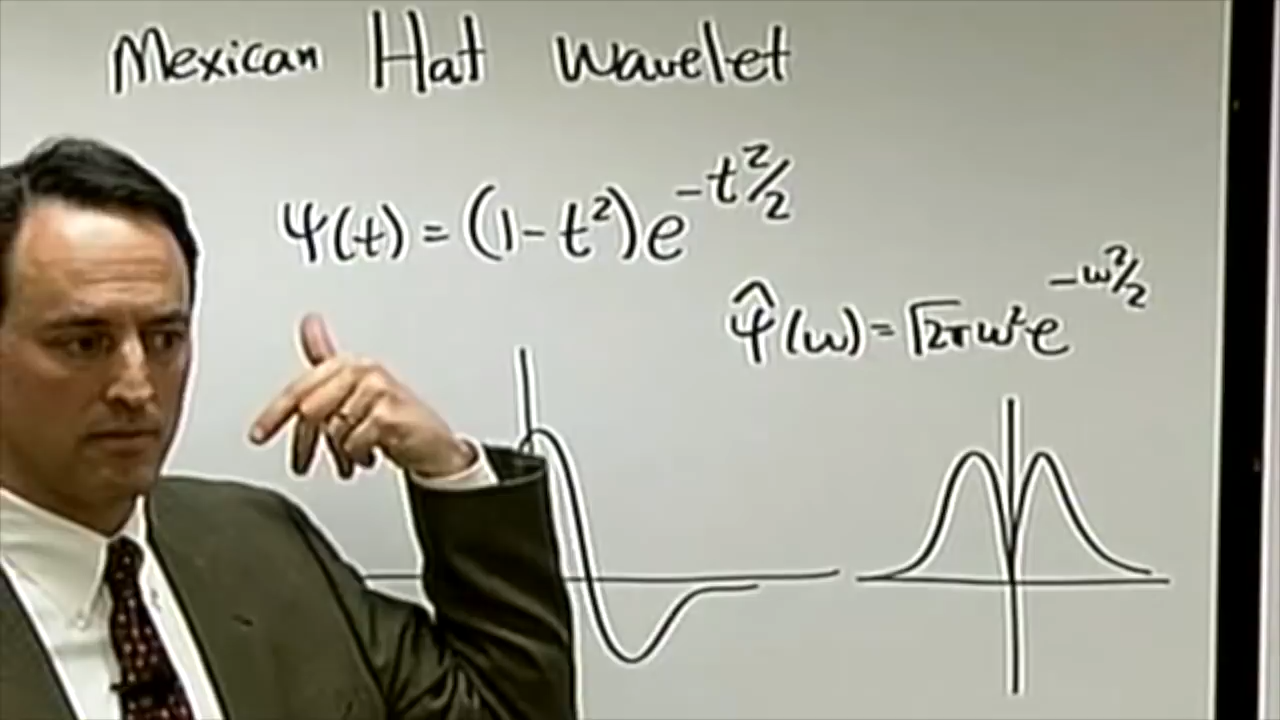 Mexican Hat Wavelet
ψ(t) = (1 - t²) e^{-t²/2}
ψ̂(ω) = √2π ω² e^{-ω²/2}